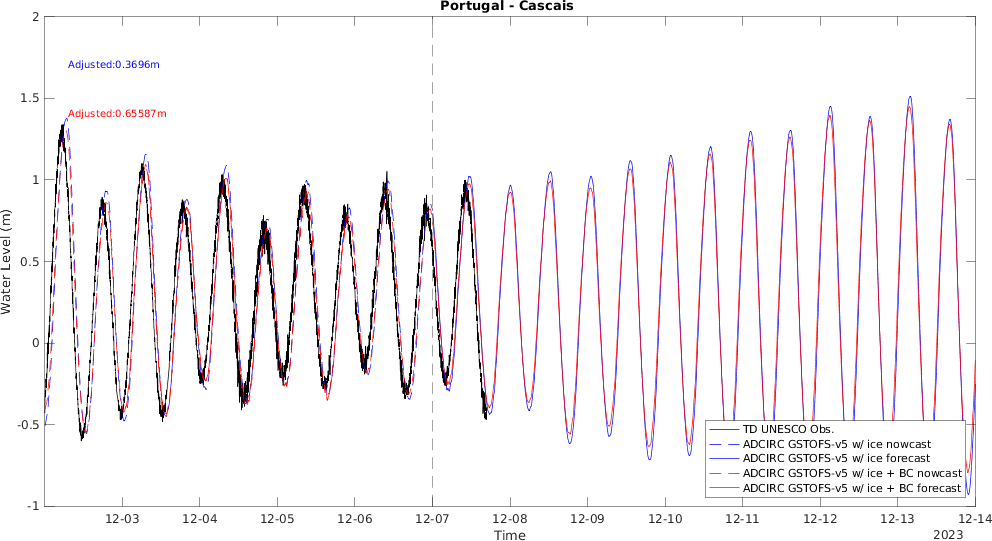 Portugal - Cascais
2
1.5
1
0.5
0
-0.5
-1
Water Level (m)
Adjusted:0.3696m
Adjusted:0.65587m
TD UNESCO Obs.
ADCIRC GSTOFS-v5 w/ ice nowcast
ADCIRC GSTOFS-v5 w/ ice forecast
ADCIRC GSTOFS-v5 w/ ice + BC nowcast
ADCIRC GSTOFS-v5 w/ ice + BC forecast
12-03 12-04 12-05 12-06 12-07 12-08 12-09 12-10 12-11 12-12 12-13 12-14
Time
2023